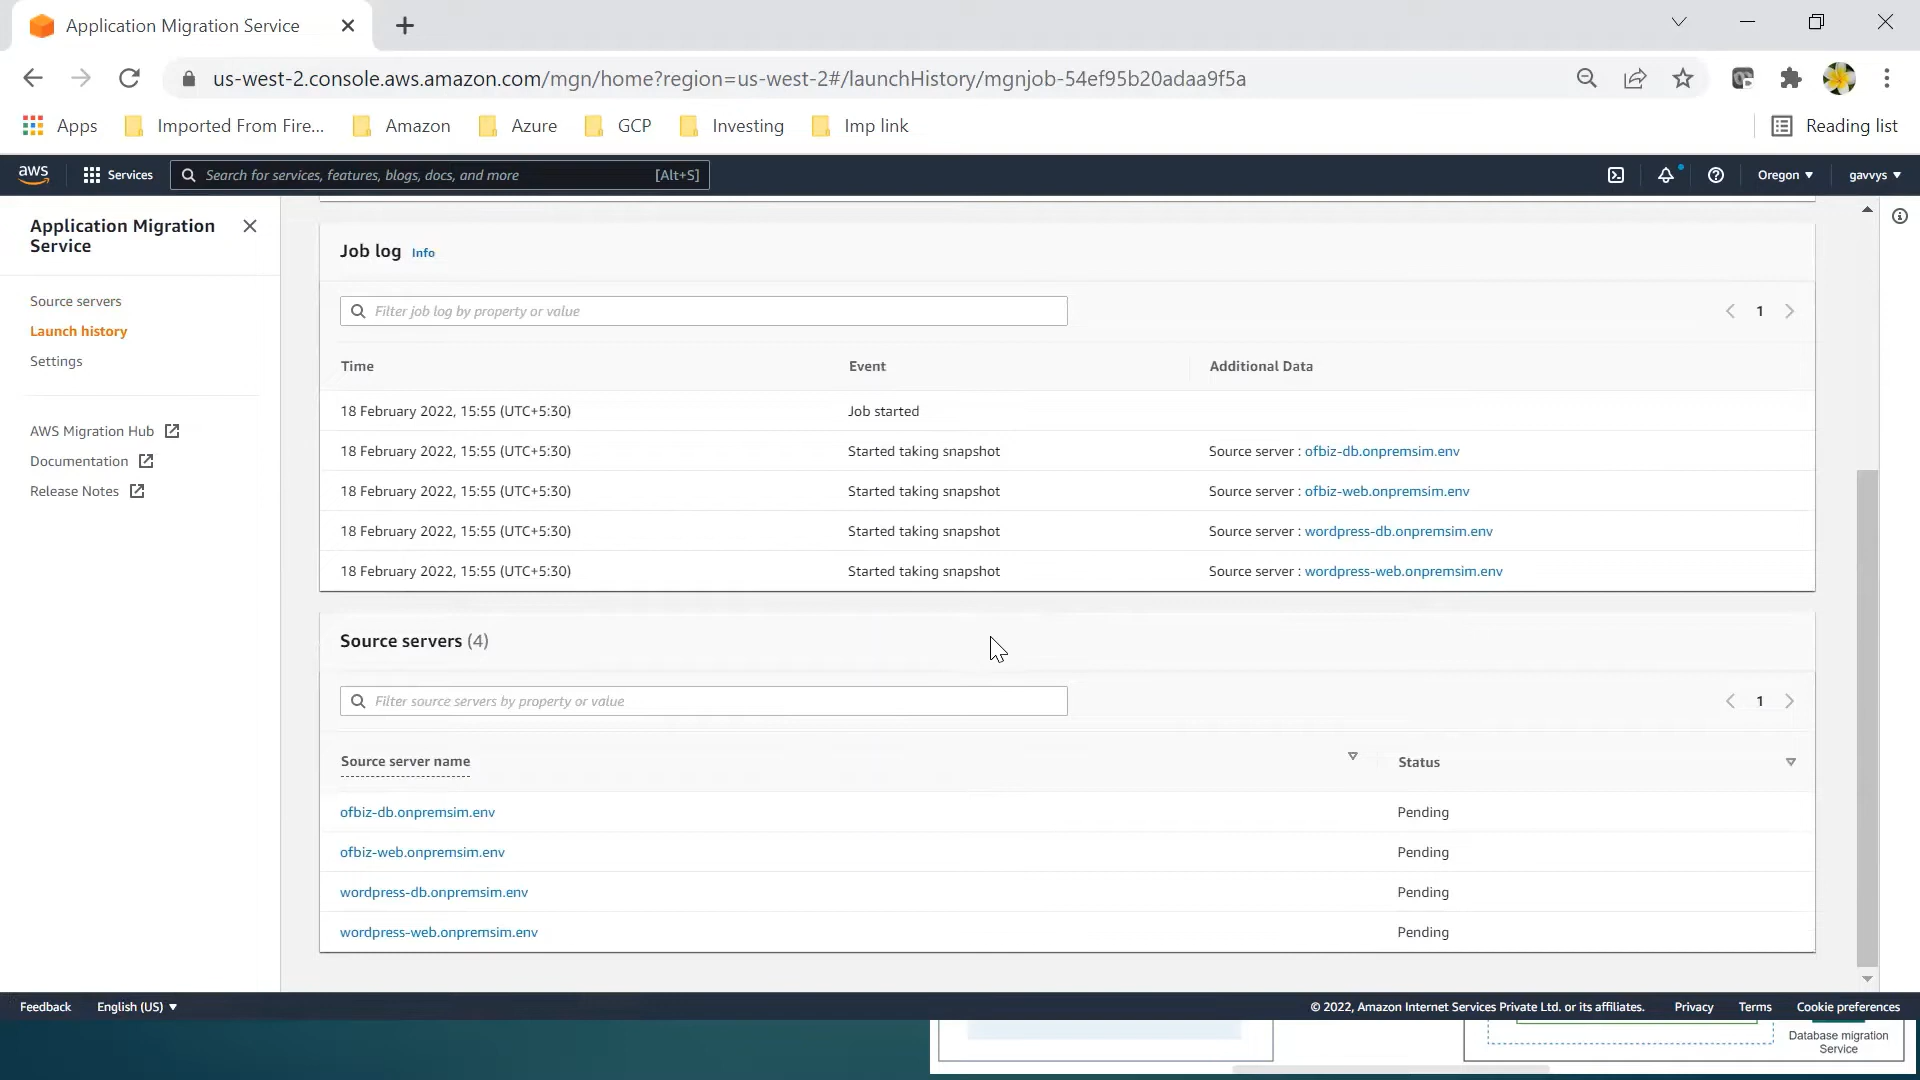 Application Migration Service
us-west-2.console.aws.amazon.com/mgn/home?region=us-west-2#/launchHistory/mgnjob-54ef95b20adaa9f5a
Apps Imported From Fire... Amazon Azure GCP Investing Imp link Reading list
aws Services Search for services, features, blogs, docs, and more [Alt+S] Oregon gavvys
Application Migration
Service
Source servers
Launch history
Settings
AWS Migration Hub
Documentation
Release Notes
Job log Info
Filter job log by property or value 1
Time Event Additional Data
18 February 2022, 15:55 (UTC+5:30) Job started
18 February 2022, 15:55 (UTC+5:30) Started taking snapshot Source server : ofbiz-db.onpremsim.env
18 February 2022, 15:55 (UTC+5:30) Started taking snapshot Source server : ofbiz-web.onpremsim.env
18 February 2022, 15:55 (UTC+5:30) Started taking snapshot Source server : wordpress-db.onpremsim.env
18 February 2022, 15:55 (UTC+5:30) Started taking snapshot Source server : wordpress-web.onpremsim.env
Source servers (4)
Filter source servers by property or value 1
Source server name Status
ofbiz-db.onpremsim.env Pending
ofbiz-web.onpremsim.env Pending
wordpress-db.onpremsim.env Pending
wordpress-web.onpremsim.env Pending
Feedback English (US) © 2022, Amazon Internet Services Private Ltd. or its affiliates. Privacy Terms Cookie preferences
Database migration
Service